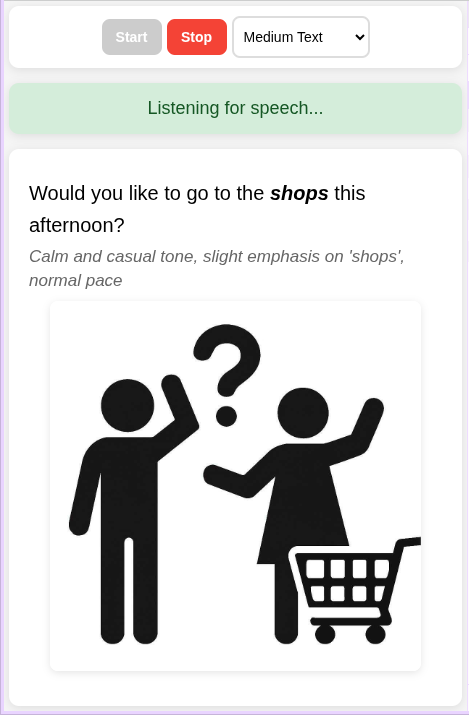 Start Stop Medium Text
Listening for speech...
Would you like to go to the shops this
afternoon?
Calm and casual tone, slight emphasis on 'shops',
normal pace
?